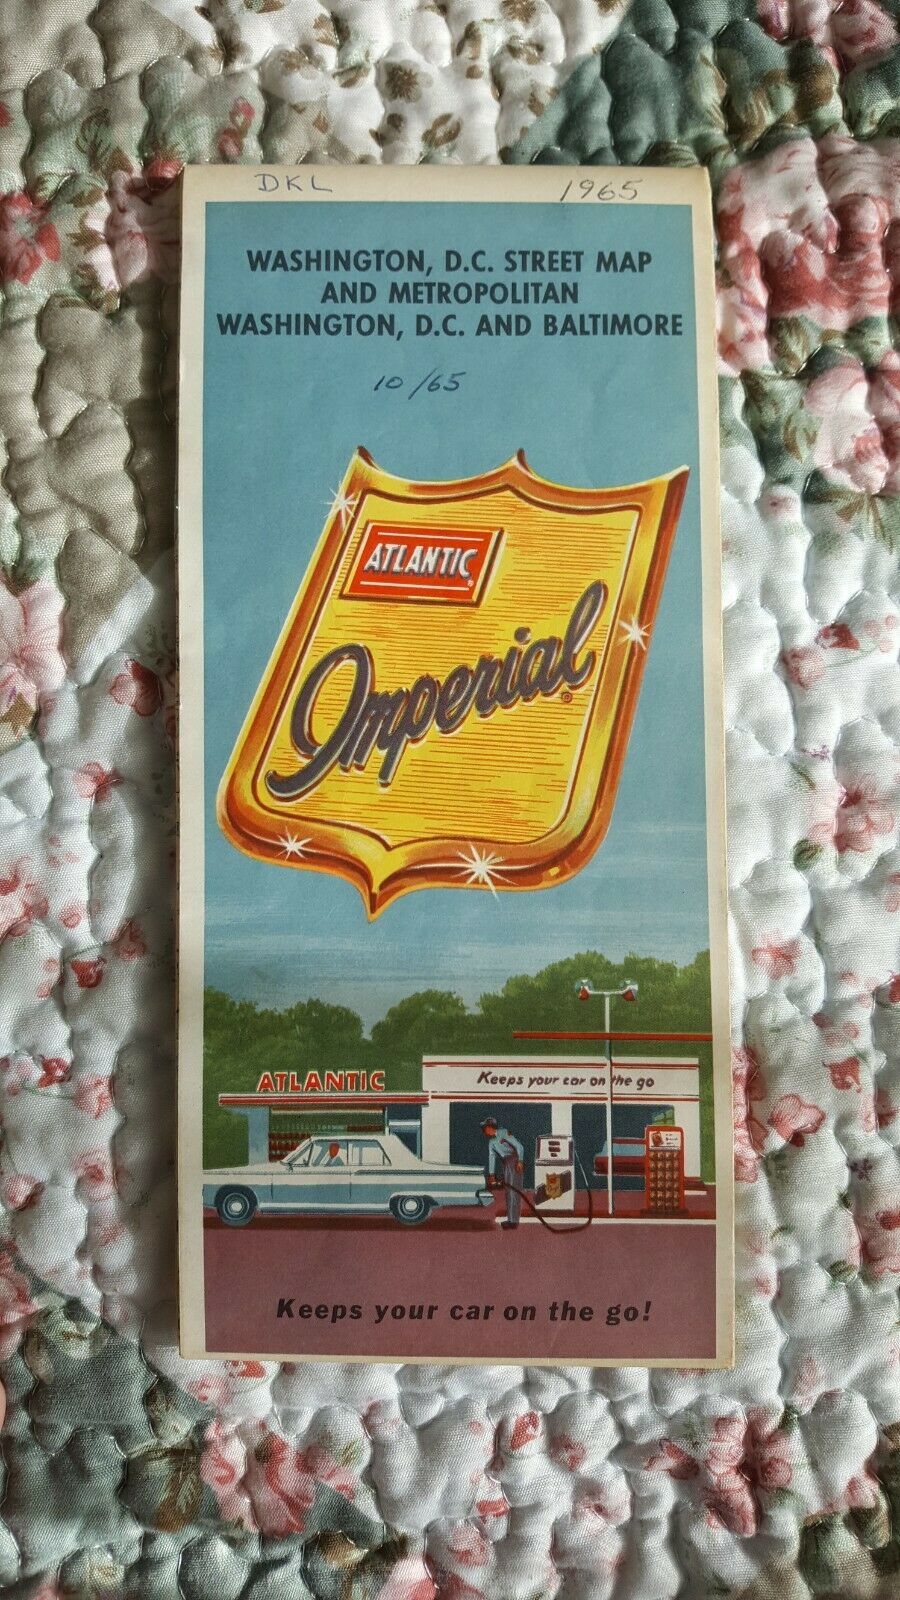 DKL 1965
WASHINGTON, D.C. STREET MAP
AND METROPOLITAN
WASHINGTON, D.C. AND BALTIMORE
10/65
ATLANTIC®
Imperial®
ATLANTIC
Keeps your car on the go
Keeps your car on the go!